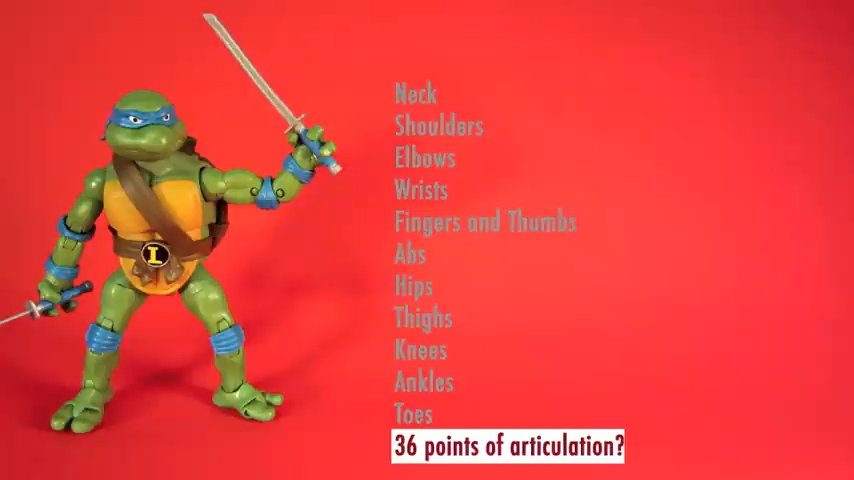 Neck
Shoulders
Elbows
Wrists
Fingers and Thumbs
Abs
Hips
Thighs
Knees
Ankles
Toes
36 points of articulation?
L